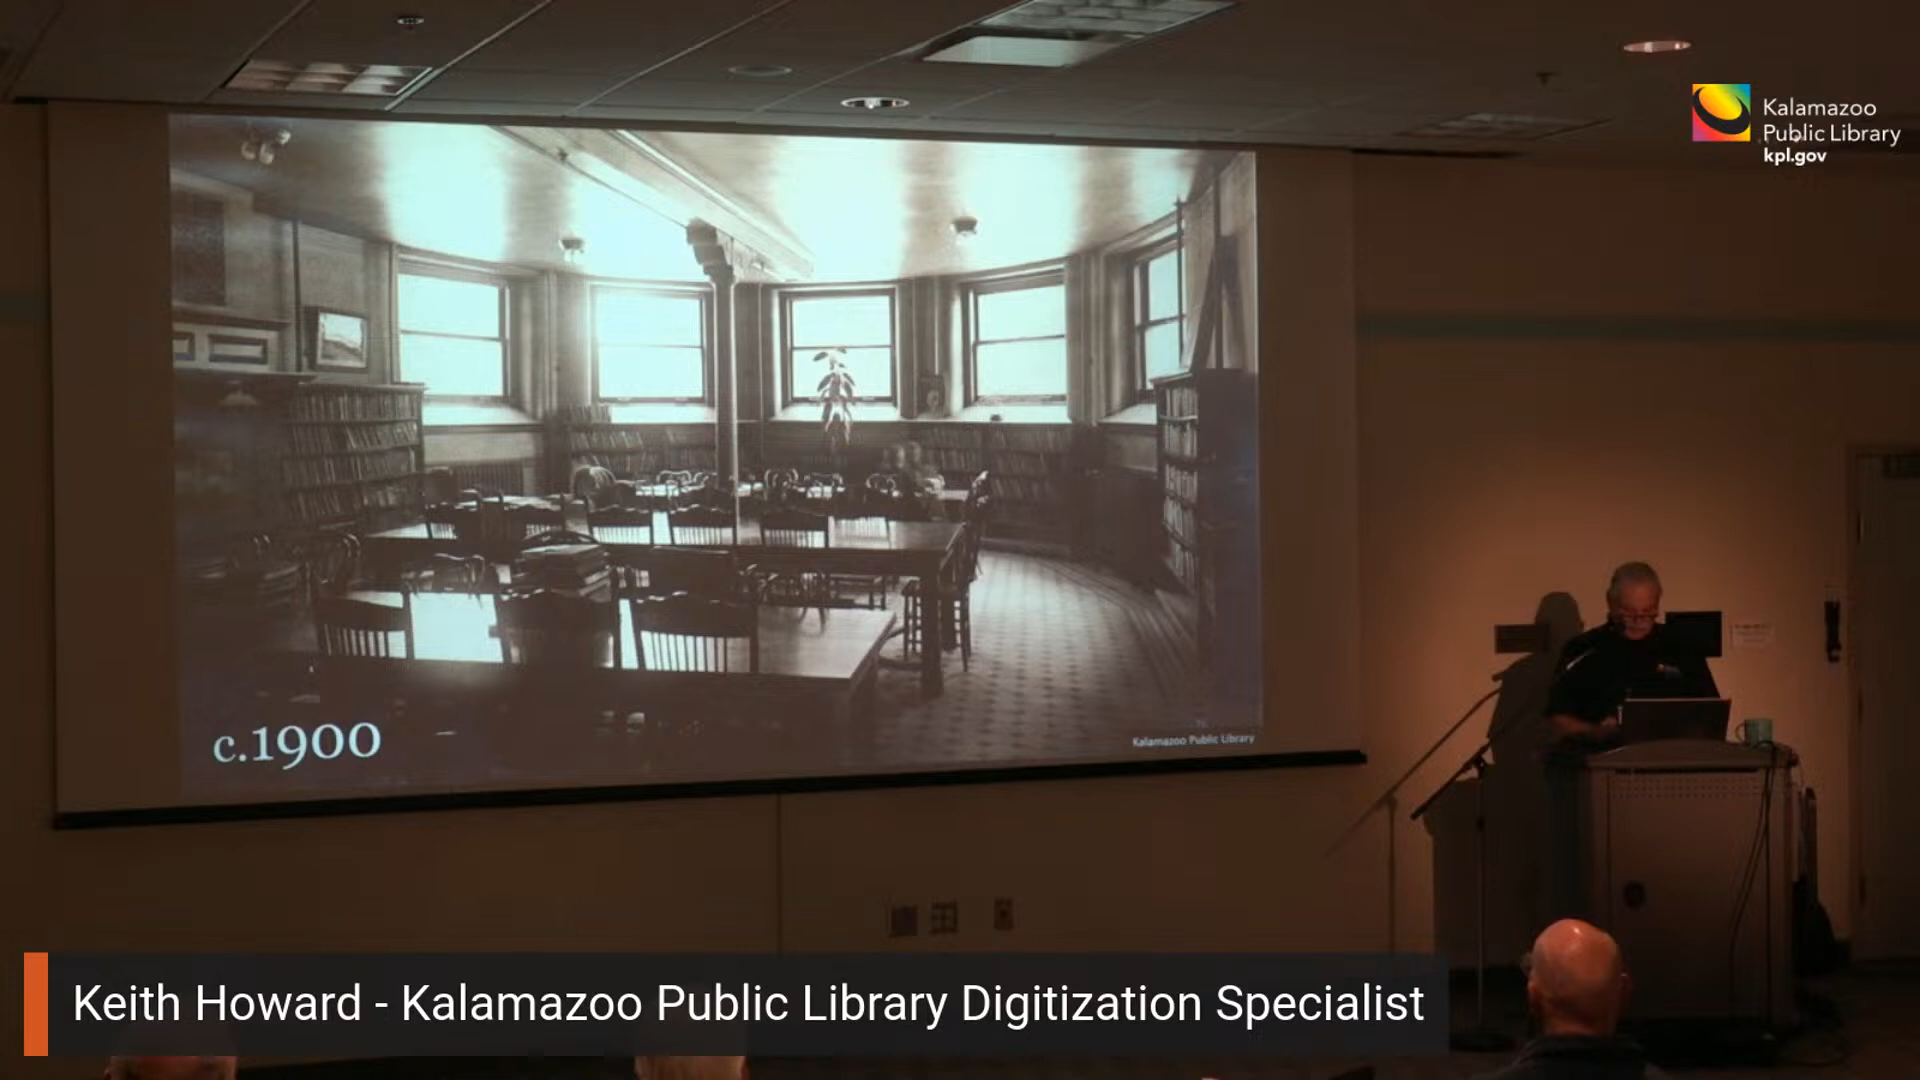 Kalamazoo
Public Library
kpl.gov
c.1900
Kalamazoo Public Library
Keith Howard - Kalamazoo Public Library Digitization Specialist